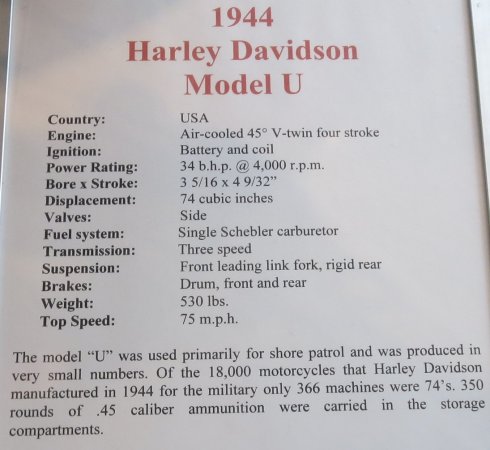 1944
Harley Davidson
Model U
Country: USA
Engine: Air-cooled 45° V-twin four stroke
Ignition: Battery and coil
Power Rating: 34 b.h.p. @ 4,000 r.p.m.
Bore x Stroke: 3 5/16 x 4 9/32”
Displacement: 74 cubic inches
Valves: Side
Fuel system: Single Schebler carburetor
Transmission: Three speed
Suspension: Front leading link fork, rigid rear
Brakes: Drum, front and rear
Weight: 530 lbs.
Top Speed: 75 m.p.h.
The model “U” was used primarily for shore patrol and was produced in
very small numbers. Of the 18,000 motorcycles that Harley Davidson
manufactured in 1944 for the military only 366 machines were 74’s. 350
rounds of .45 caliber ammunition were carried in the storage
compartments.